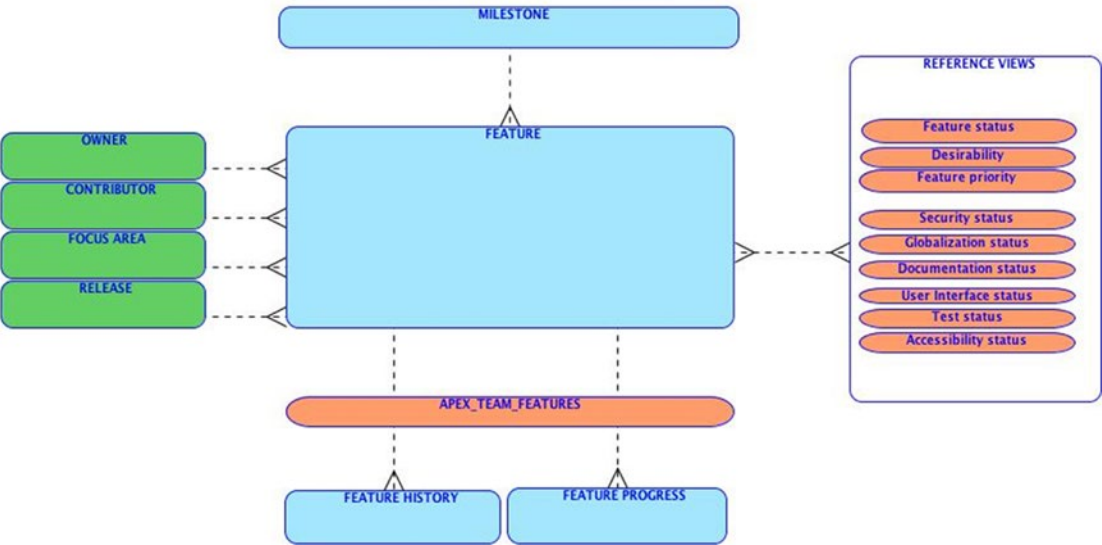 MILESTONE
REFERENCE VIEWS
Feature status
Desirability
Feature priority
Security status
Globalization status
Documentation status
User Interface status
Test status
Accessibility status
FEATURE
OWNER
CONTRIBUTOR
FOCUS AREA
RELEASE
APEX_TEAM_FEATURES
FEATURE HISTORY
FEATURE PROGRESS